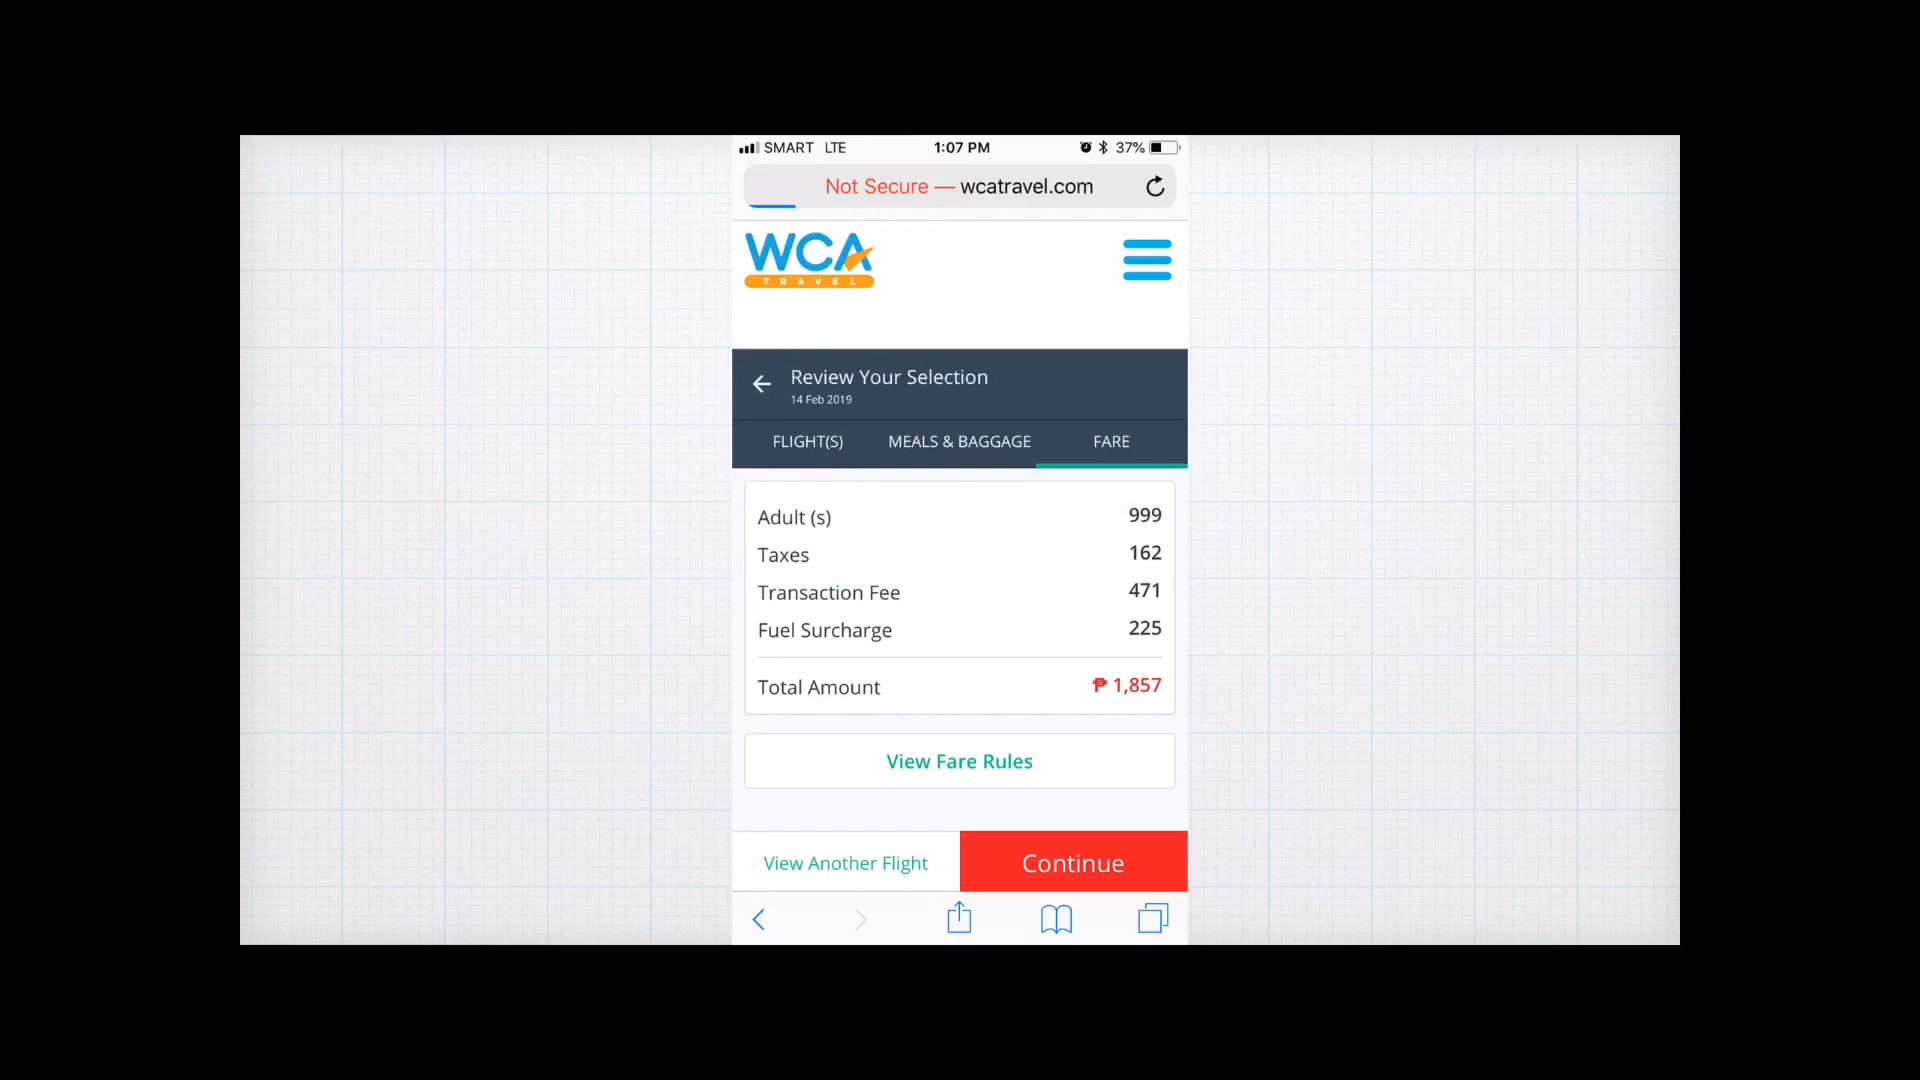 SMART LTE 1:07 PM 37%
Not Secure — wcatravel.com
WCA
TRAVEL
Review Your Selection
14 Feb 2019
FLIGHT(S) MEALS & BAGGAGE FARE
Adult (s) 999
Taxes 162
Transaction Fee 471
Fuel Surcharge 225
Total Amount ₱ 1,857
View Fare Rules
View Another Flight Continue